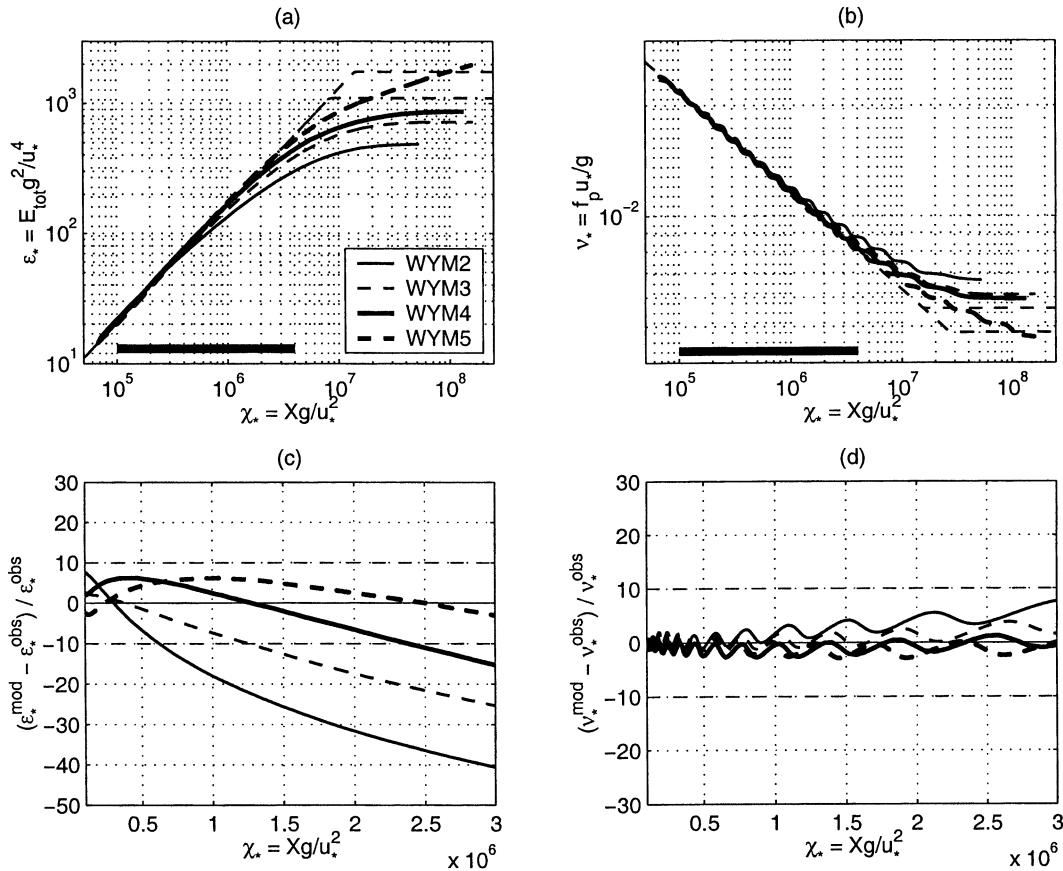 (a)
ε* = E_tot g²/u*⁴
10³
10²
10¹
WYM2
WYM3
WYM4
WYM5
10⁵ 10⁶ 10⁷ 10⁸
χ* = Xg/u*²
(b)
ν* = f_p u*/g
10⁻²
10⁵ 10⁶ 10⁷ 10⁸
χ* = Xg/u*²
(c)
(ε*^mod − ε*^obs) / ε*^obs
30
20
10
0
−10
−20
−30
−40
−50
0.5 1 1.5 2 2.5 3
χ* = Xg/u*²
x 10⁶
(d)
(ν*^mod − ν*^obs) / ν*^obs
30
20
10
0
−10
−20
−30
0.5 1 1.5 2 2.5 3
χ* = Xg/u*²
x 10⁶